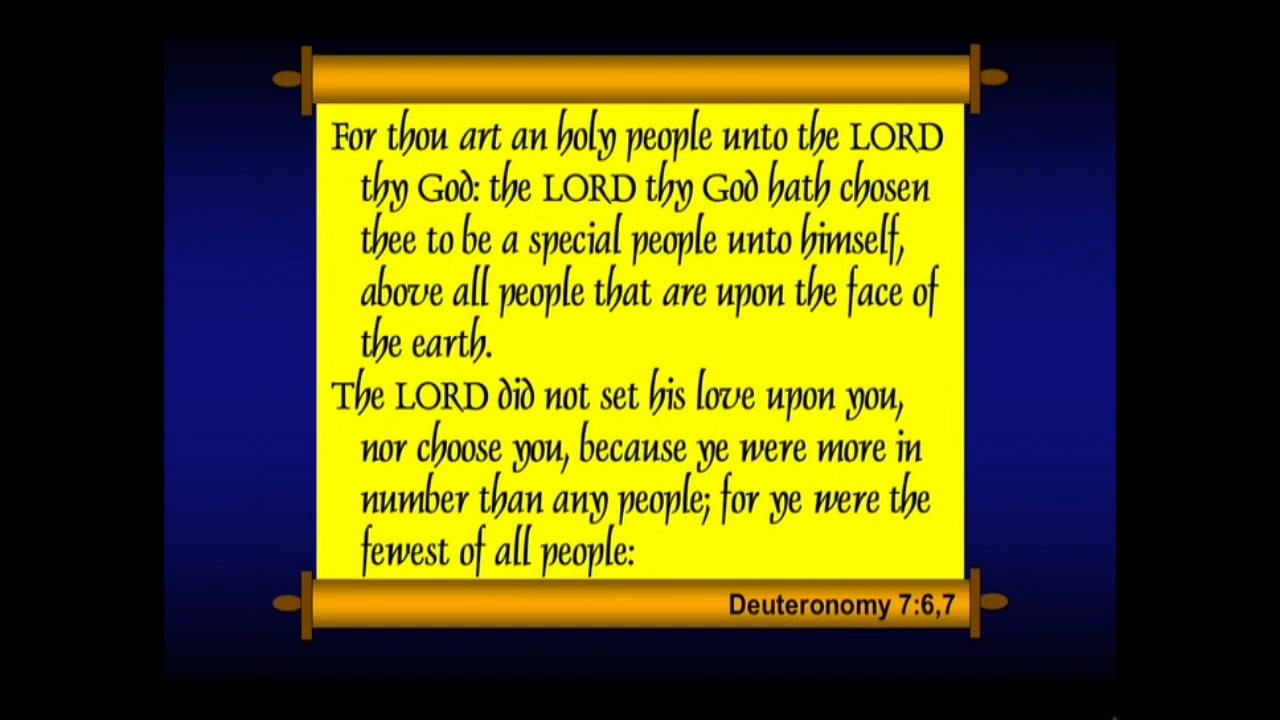 For thou art an holy people unto the LORD
thy God: the LORD thy God hath chosen
thee to be a special people unto himself,
above all people that are upon the face of
the earth.
The LORD did not set his love upon you,
nor choose you, because ye were more in
number than any people; for ye were the
fewest of all people:
Deuteronomy 7:6,7